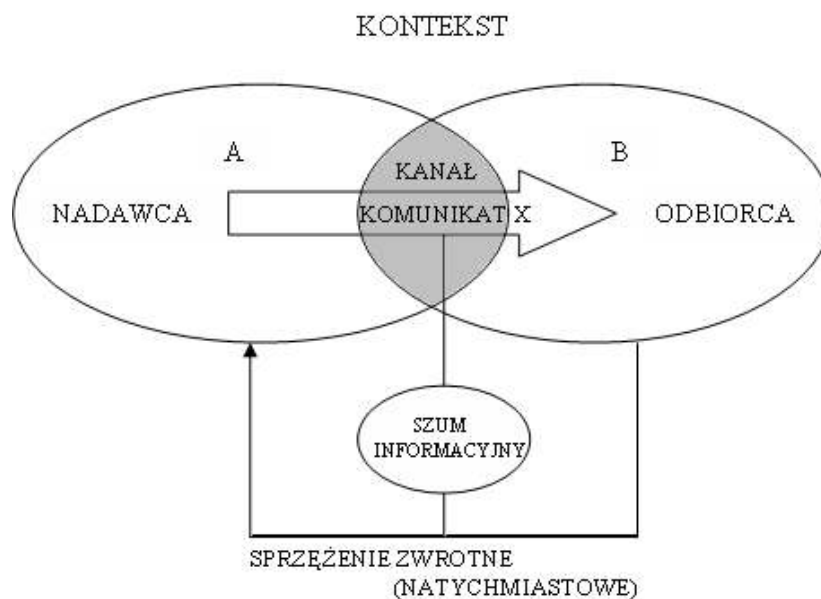 KONTEKST
A
B
KANAŁ
NADAWCA
KOMUNIKAT X
ODBIORCA
SZUM
INFORMACYJNY
SPRZĘŻENIE ZWROTNE
(NATYCHMIASTOWE)